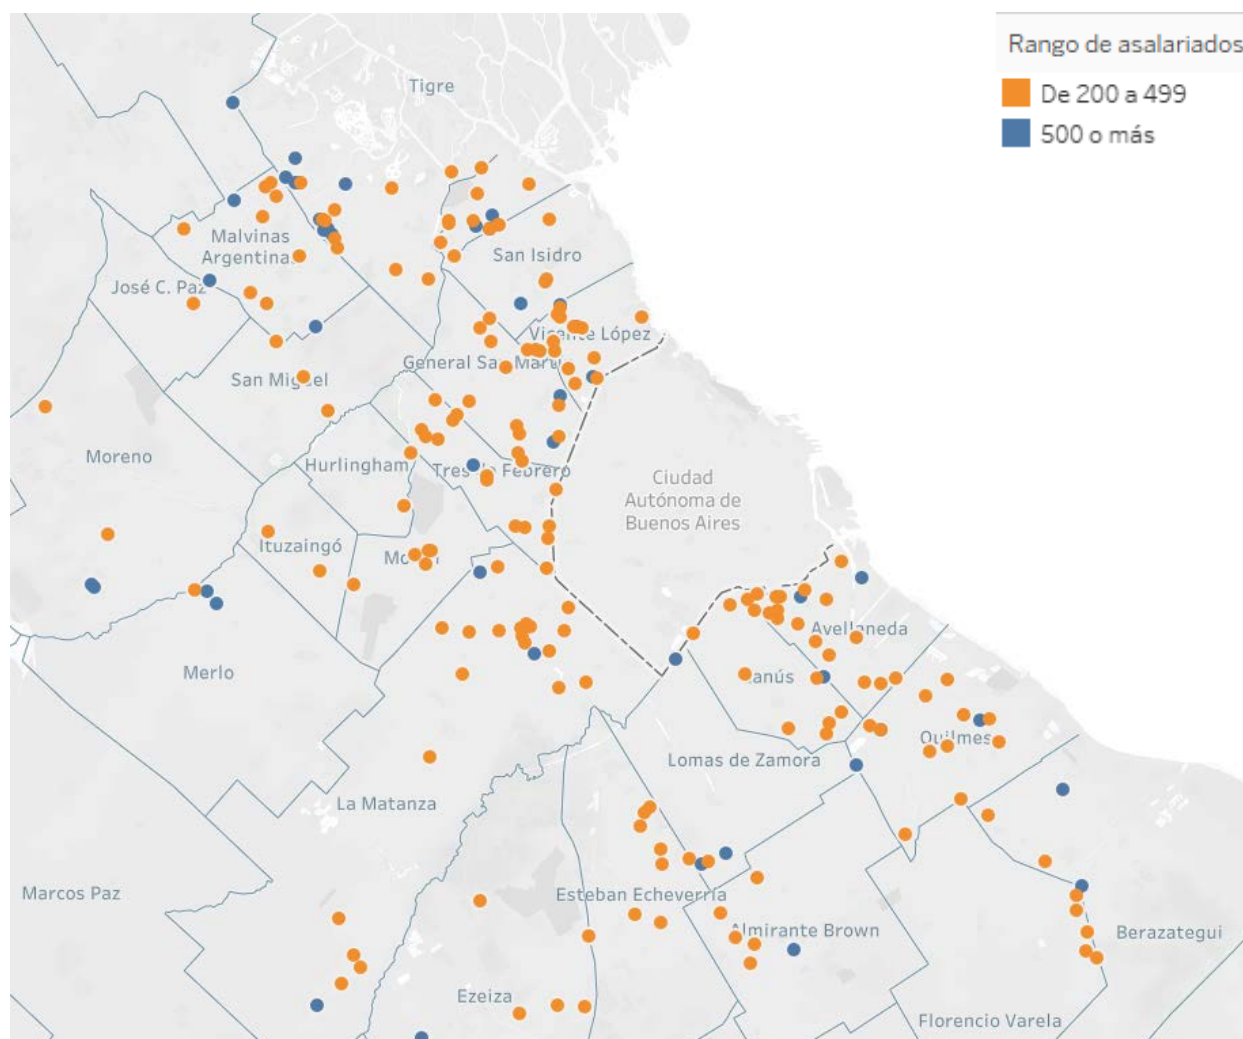 Rango de asalariados
De 200 a 499
500 o más
Tigre
Malvinas
Argentinas
San Isidro
José C. Paz
Vicente López
General San Martín
San Miguel
Moreno
Hurlingham
Tres de Febrero
Ciudad
Autónoma de
Buenos Aires
Ituzaingó
Morón
Avellaneda
Merlo
Lanús
Quilmes
Lomas de Zamora
La Matanza
Marcos Paz
Esteban Echeverría
Almirante Brown
Berazategui
Ezeiza
Florencio Varela